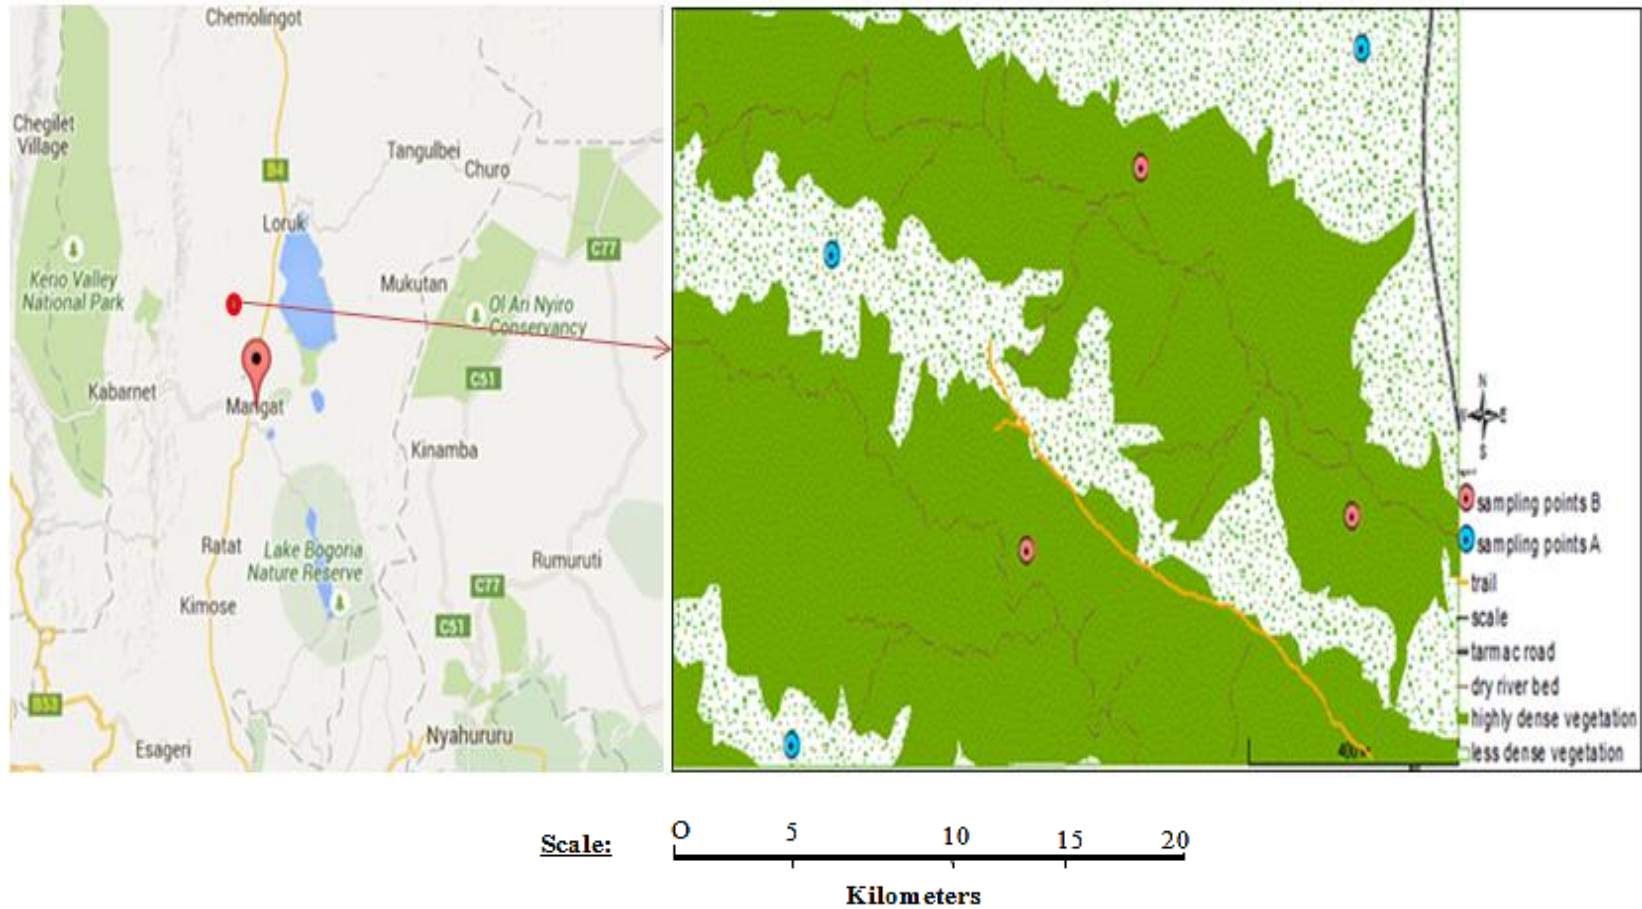 Chemolingot
Chegilet
Village
B4
Tangulbei
Churo
Loruk
C77
Kerio Valley
National Park
Mukutan
Ol Ari Nyiro
Conservancy
C51
Kabarnet
Marigat
Kinamba
Ratat
Lake Bogoria
Nature Reserve
Rumuruti
C77
Kimose
C51
B53
Esageri
Nyahururu
N
E
S
sampling points B
sampling points A
trail
scale
tarmac road
dry river bed
highly dense vegetation
less dense vegetation
Scale:
O 5 10 15 20
Kilometers